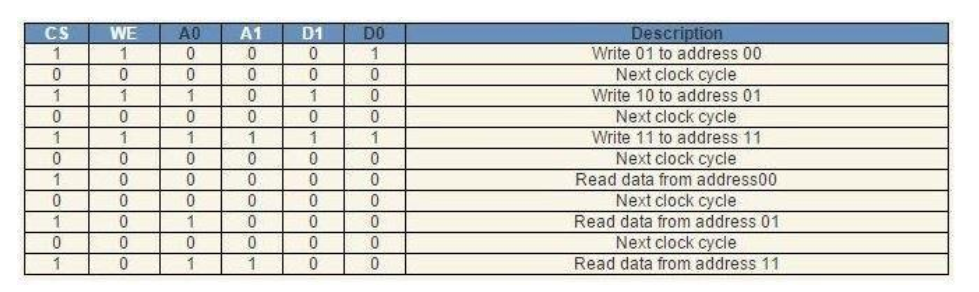 CS WE A0 A1 D1 D0 Description
1 1 0 0 0 1 Write 01 to address 00
0 0 0 0 0 0 Next clock cycle
1 1 1 0 1 0 Write 10 to address 01
0 0 0 0 0 0 Next clock cycle
1 1 1 1 1 1 Write 11 to address 11
0 0 0 0 0 0 Next clock cycle
1 0 0 0 0 0 Read data from address00
0 0 0 0 0 0 Next clock cycle
1 0 1 0 0 0 Read data from address 01
0 0 0 0 0 0 Next clock cycle
1 0 1 1 0 0 Read data from address 11